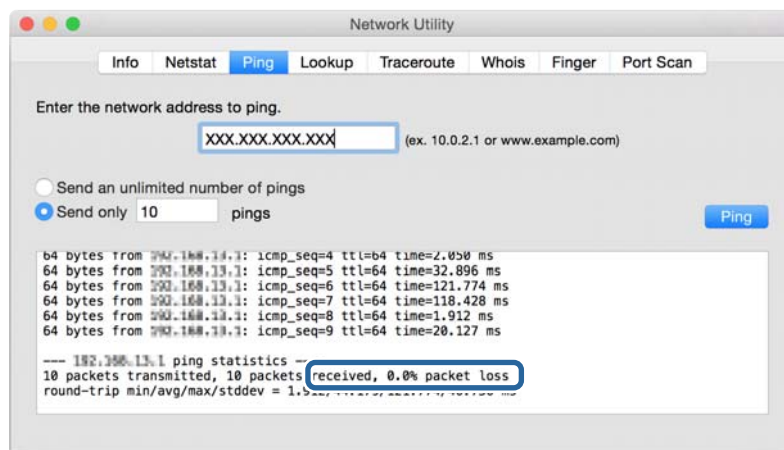 Network Utility
Info Netstat Ping Lookup Traceroute Whois Finger Port Scan
Enter the network address to ping.
XXX.XXX.XXX.XXX (ex. 10.0.2.1 or www.example.com)
Send an unlimited number of pings
Send only 10 pings
Ping
64 bytes from : icmp_seq=4 ttl=64 time=2.050 ms
64 bytes from : icmp_seq=5 ttl=64 time=32.896 ms
64 bytes from : icmp_seq=6 ttl=64 time=121.774 ms
64 bytes from : icmp_seq=7 ttl=64 time=118.428 ms
64 bytes from : icmp_seq=8 ttl=64 time=1.912 ms
64 bytes from : icmp_seq=9 ttl=64 time=20.127 ms
--- ping statistics --
10 packets transmitted, 10 packets received, 0.0% packet loss
round-trip min/avg/max/stddev = ms